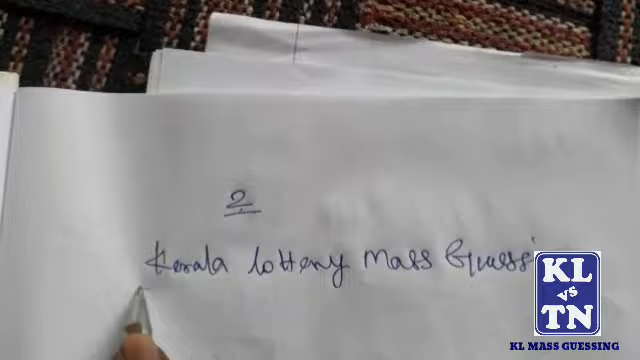 2
Kerala lottery Mass Guessi
KL
VS
TN
KL MASS GUESSING